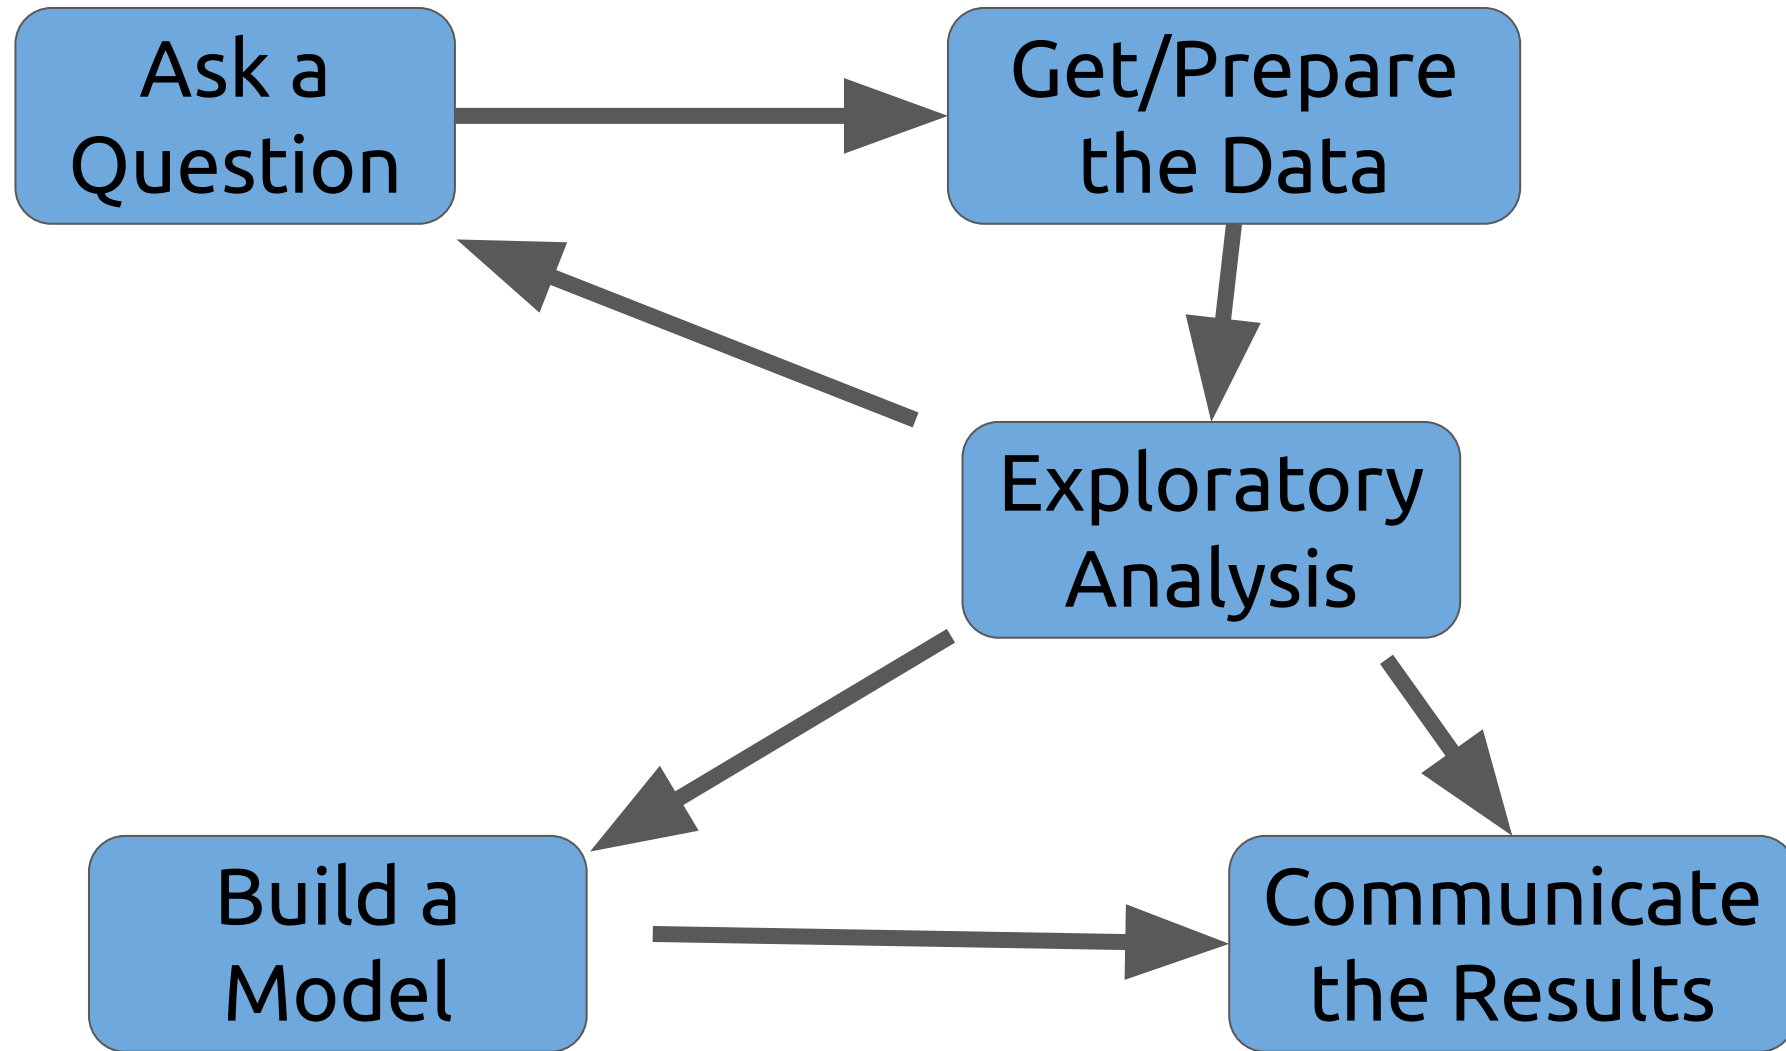 Ask a
Question
Get/Prepare
the Data
Exploratory
Analysis
Build a
Model
Communicate
the Results